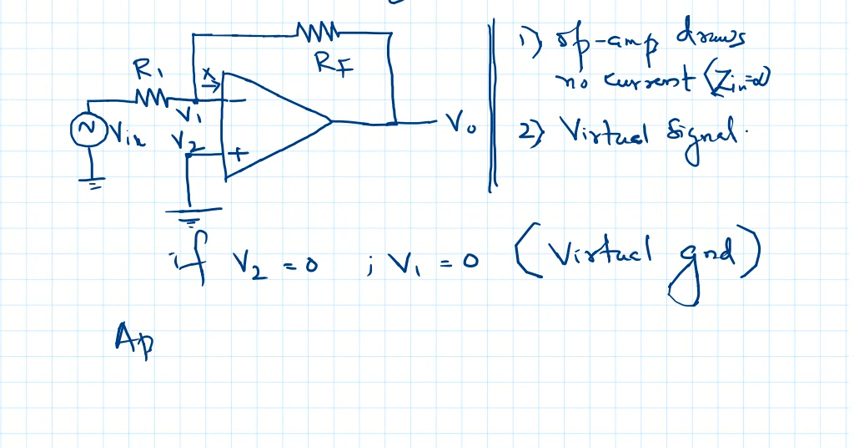 R₁
RF
x
V₁
V₂
Vin
-
+
V₀
1) Op-amp draws
no current (Zin=∞)
2) Virtual Signal.
if V₂ = 0 ; V₁ = 0 (Virtual gnd)
Ap